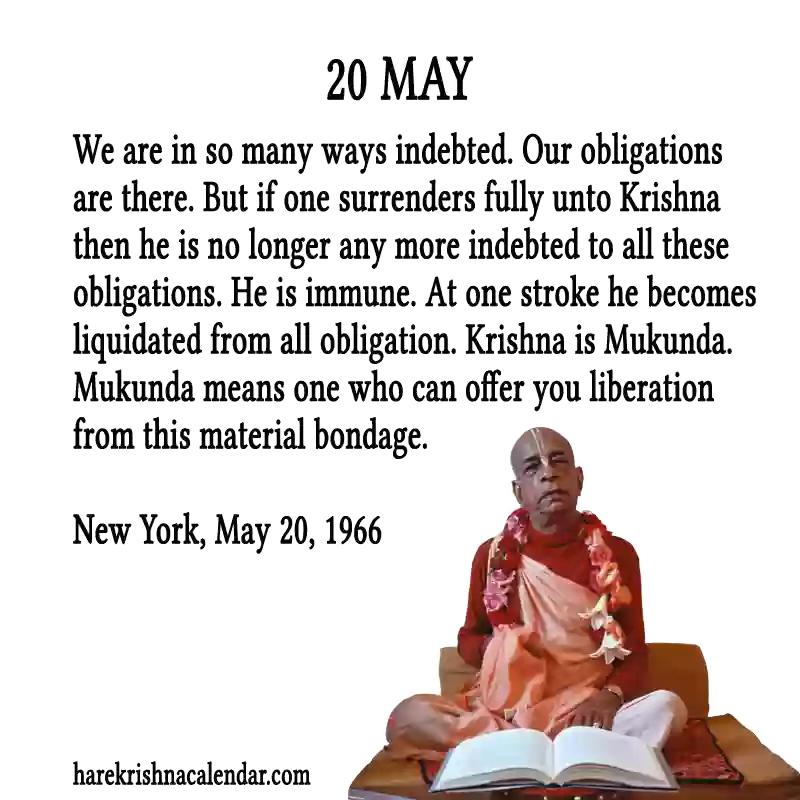 20 MAY
We are in so many ways indebted. Our obligations
are there. But if one surrenders fully unto Krishna
then he is no longer any more indebted to all these
obligations. He is immune. At one stroke he becomes
liquidated from all obligation. Krishna is Mukunda.
Mukunda means one who can offer you liberation
from this material bondage.
New York, May 20, 1966
harekrishnacalendar.com